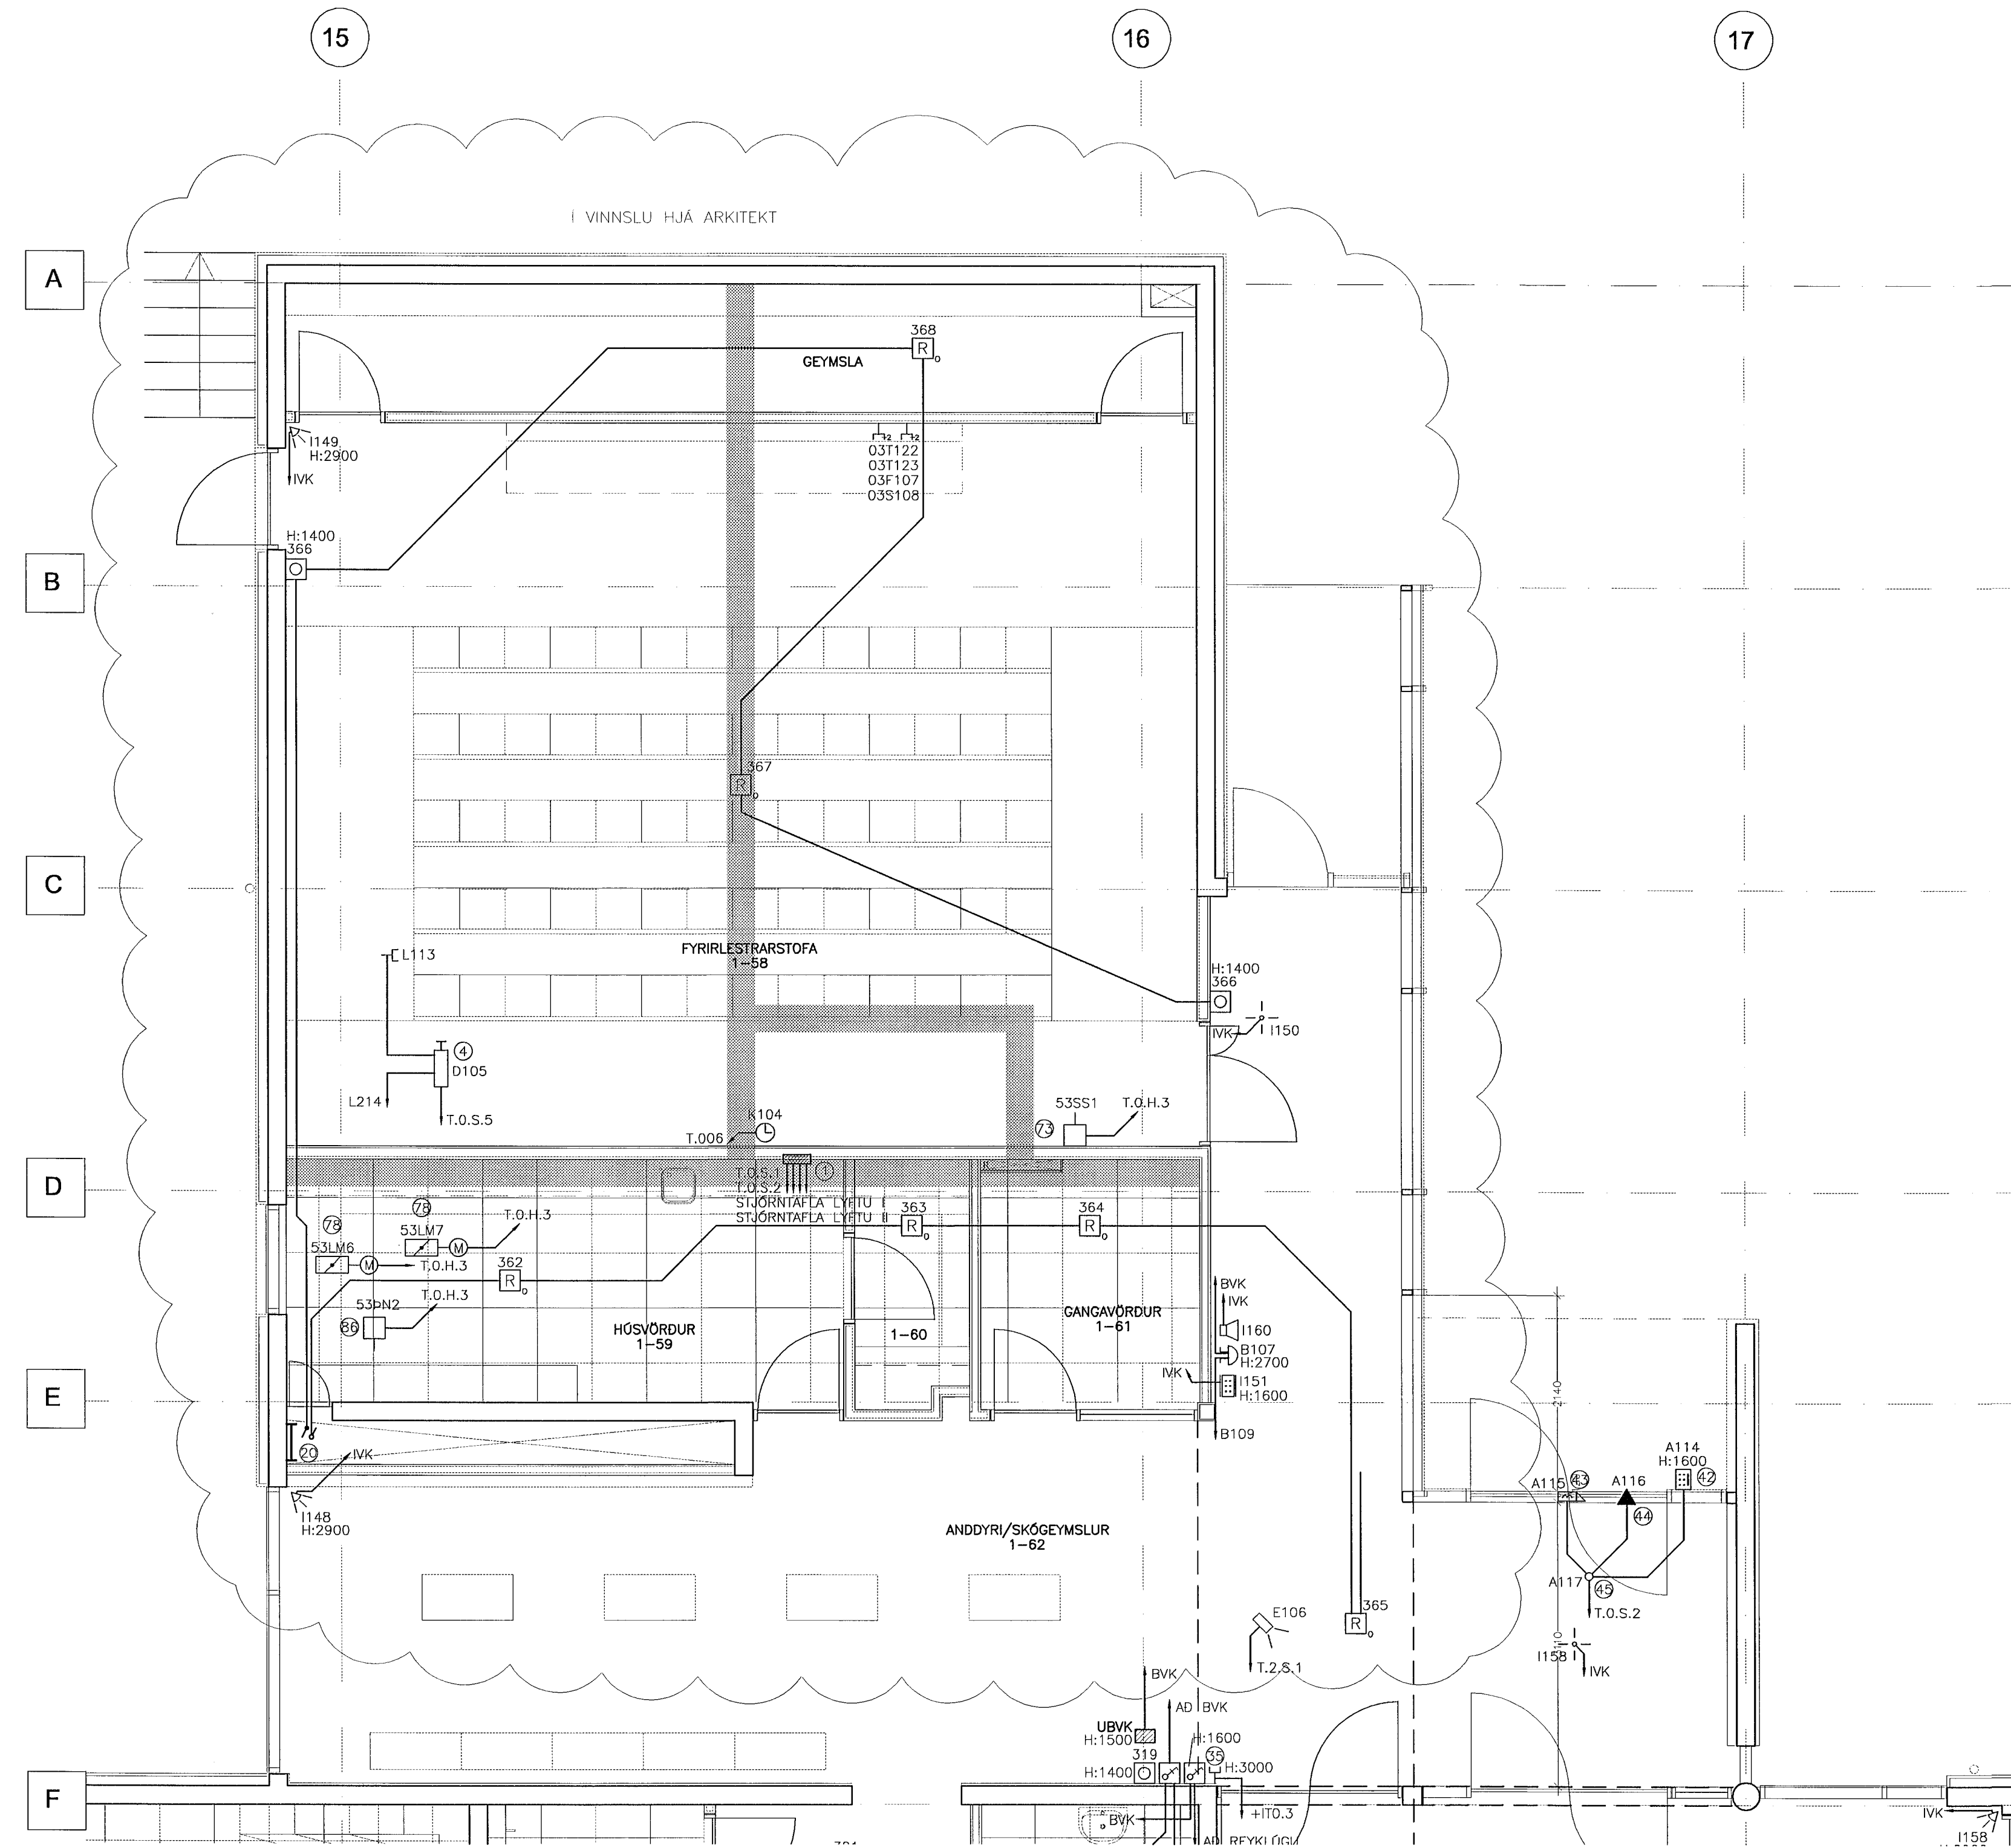 15
16
17
Í VINNSLU HJÁ ARKITEKT
A
368
R
0
GEYMSLA
I149
H:2900
IVK
+2
+2
03T122
03T123
03F107
03S108
H:1400
366
B
367
R
0
C
L113
FYRIRLESTRARSTOFA
1-58
H:1400
366
IVK
I150
4
D105
L214
T.O.S.5
K104
T.006
53SS1
T.O.H.3
73
D
T.O.S.1
T.O.S.2
1
STJÓRNTAFLA LYFTU I
STJÓRNTAFLA LYFTU II
78
53LM7
T.O.H.3
M
78
53LM6
M
T.O.H.3
362
R
0
363
R
0
364
R
0
53ÞN2
T.O.H.3
86
HÚSVÖRÐUR
1-59
1-60
GANGAVÖRÐUR
1-61
BVK
IVK
I160
B107
H:2700
IVK
I151
H:1600
B109
E
20
IVK
I148
H:2900
2140
A114
H:1600
42
A115
43
A116
44
ANDDYRI/SKÓGEYMSLUR
1-62
A117
45
T.O.S.2
E106
T.2.S.1
365
R
0
I158
IVK
BVK
AÐ BVK
UBVK
H:1500
H:1600
319
35
H:1400
H:3000
F
+IT0.3
BVK
AÐ REYKLÚGU
IVK
I158